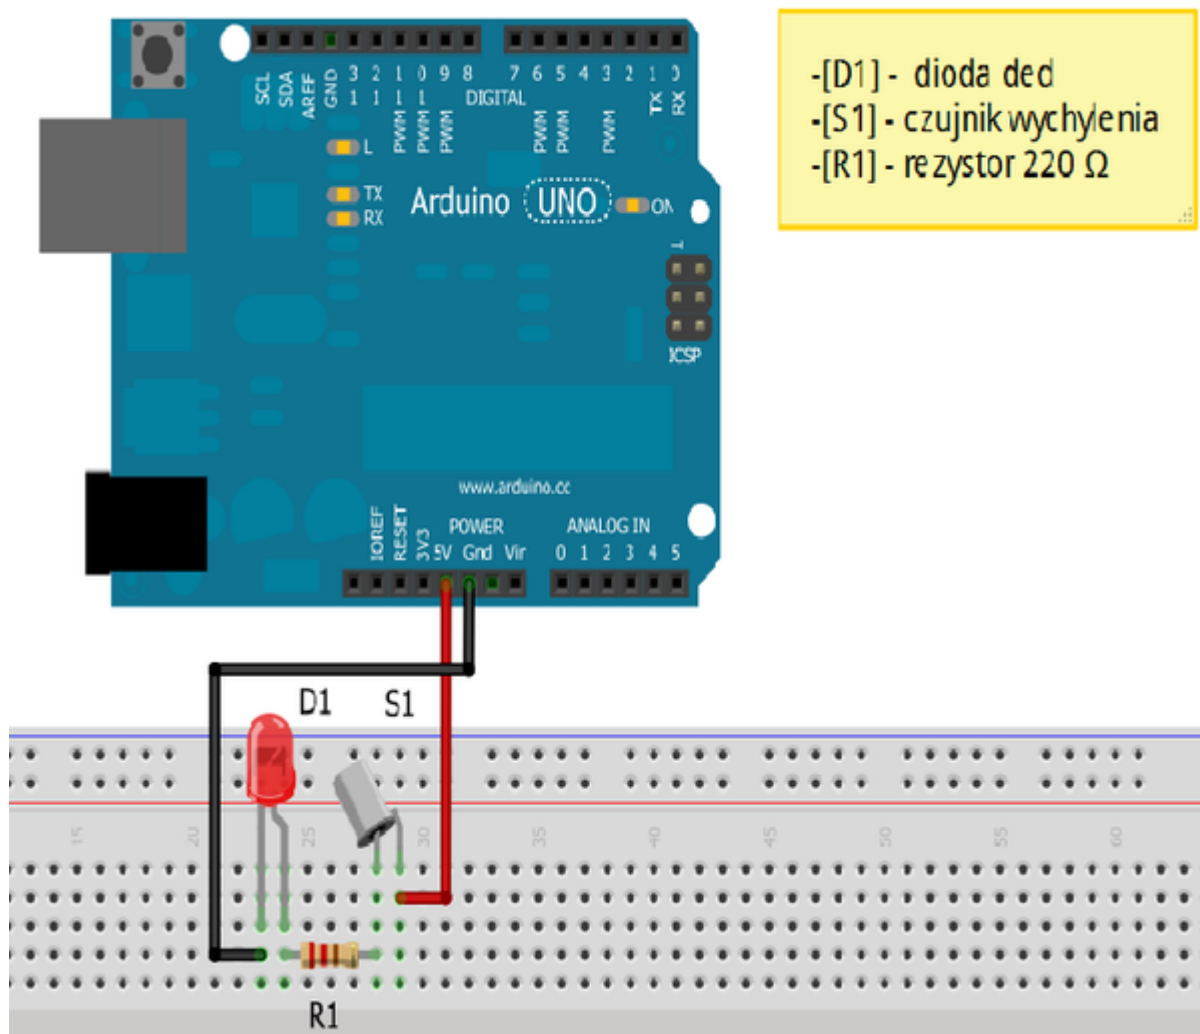 -[D1] - dioda ded
-[S1] - czujnik wychylenia
-[R1] - rezystor 220 Ω
SCL
SDA
AREF
GND
13
12
11
10
9
8
7
6
5
4
3
2
1
0
PWM
PWM
PWM
PWM
PWM
PWM
TX
RX
DIGITAL
L
TX
RX
Arduino UNO
ON
1
ICSP
www.arduino.cc
POWER
ANALOG IN
IOREF
RESET
3V3
5V Gnd Vin
0 1 2 3 4 5
D1
S1
15 20 25 30 35 40 45 50 55 60
R1